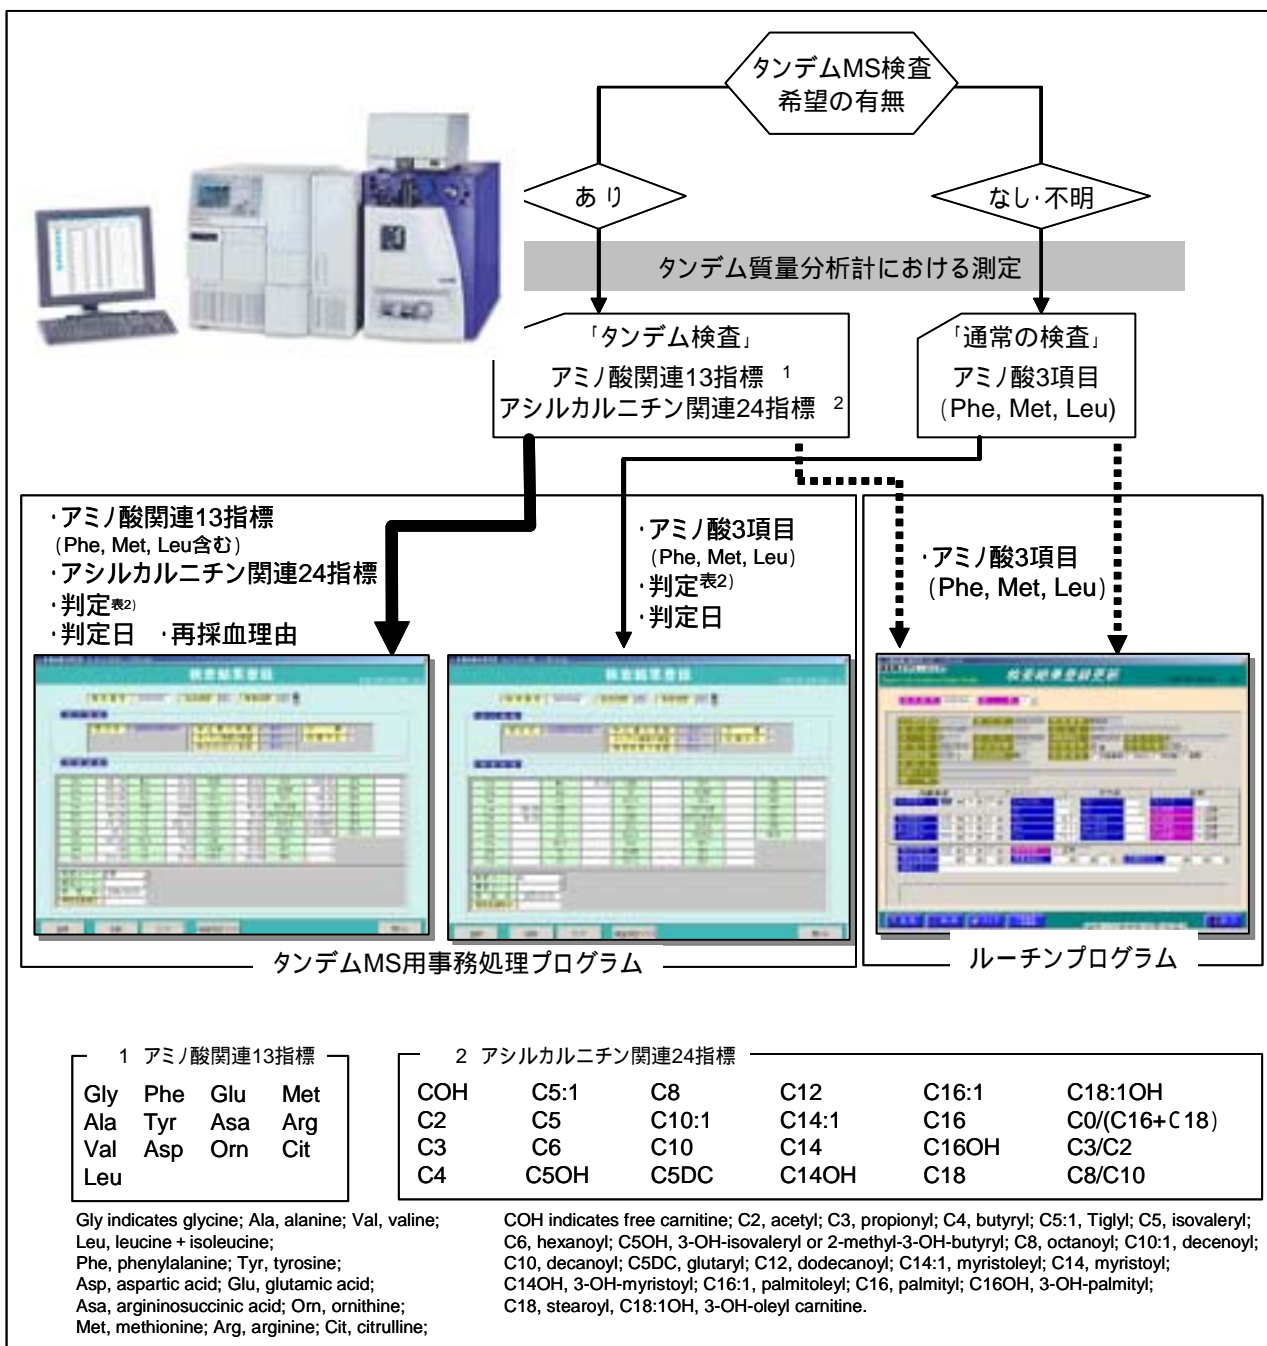 タンデムMS検査
希望の有無
あり
なし・不明
タンデム質量分析計における測定
「タンデム検査」
アミノ酸関連13指標 1
アシルカルニチン関連24指標 2
「通常の検査」
アミノ酸3項目
(Phe, Met, Leu)
・アミノ酸関連13指標
(Phe, Met, Leu含む)
・アシルカルニチン関連24指標
・判定表2)
・判定日 ・再採血理由
・アミノ酸3項目
(Phe, Met, Leu)
・判定表2)
・判定日
・アミノ酸3項目
(Phe, Met, Leu)
検査結果登録
検査結果登録
検査結果登録更新
タンデムMS用事務処理プログラム
ルーチンプログラム
1 アミノ酸関連13指標
Gly Phe Glu Met
Ala Tyr Asa Arg
Val Asp Orn Cit
Leu
2 アシルカルニチン関連24指標
COH C5:1 C8 C12 C16:1 C18:1OH
C2 C5 C10:1 C14:1 C16 C0/(C16+C18)
C3 C6 C10 C14 C16OH C3/C2
C4 C5OH C5DC C14OH C18 C8/C10
Gly indicates glycine; Ala, alanine; Val, valine;
Leu, leucine + isoleucine;
Phe, phenylalanine; Tyr, tyrosine;
Asp, aspartic acid; Glu, glutamic acid;
Asa, argininosuccinic acid; Orn, ornithine;
Met, methionine; Arg, arginine; Cit, citrulline;
COH indicates free carnitine; C2, acetyl; C3, propionyl; C4, butyryl; C5:1, Tiglyl; C5, isovaleryl;
C6, hexanoyl; C5OH, 3-OH-isovaleryl or 2-methyl-3-OH-butyryl; C8, octanoyl; C10:1, decenoyl;
C10, decanoyl; C5DC, glutaryl; C12, dodecanoyl; C14:1, myristoleyl; C14, myristoyl;
C14OH, 3-OH-myristoyl; C16:1, palmitoleyl; C16, palmityl; C16OH, 3-OH-palmityl;
C18, stearoyl, C18:1OH, 3-OH-oleyl carnitine.